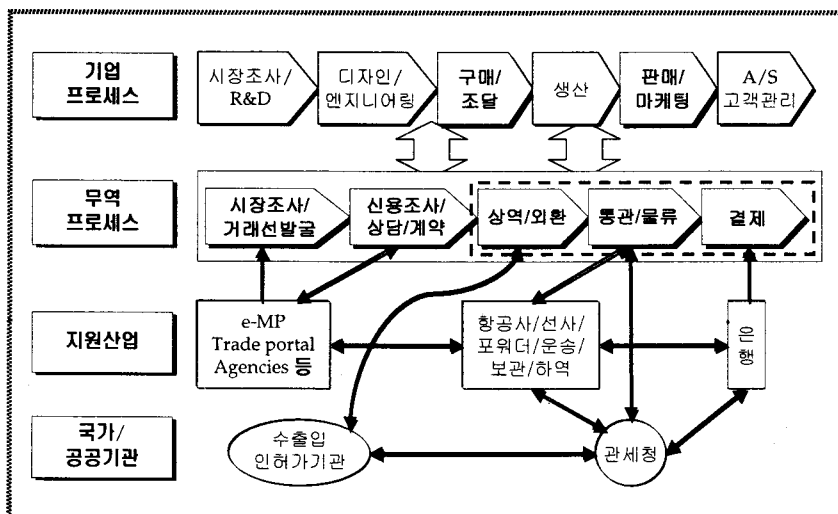 기업
프로세스
시장조사/
R&D
디자인/
엔지니어링
구매/
조달
생산
판매/
마케팅
A/S
고객관리
무역
프로세스
시장조사/
거래선발굴
신용조사/
상담/계약
상역/외환
통관/물류
결제
지원산업
e-MP
Trade portal
Agencies 등
항공사/선사/
포워더/운송/
보관/하역
은
행
국가/
공공기관
수출입
인허가기관
관세청